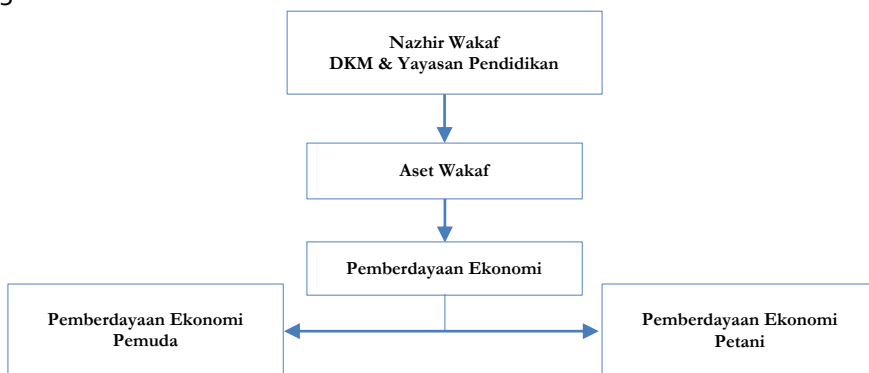 Nazhir Wakaf
DKM & Yayasan Pendidikan
Aset Wakaf
Pemberdayaan Ekonomi
Pemberdayaan Ekonomi
Pemuda
Pemberdayaan Ekonomi
Petani